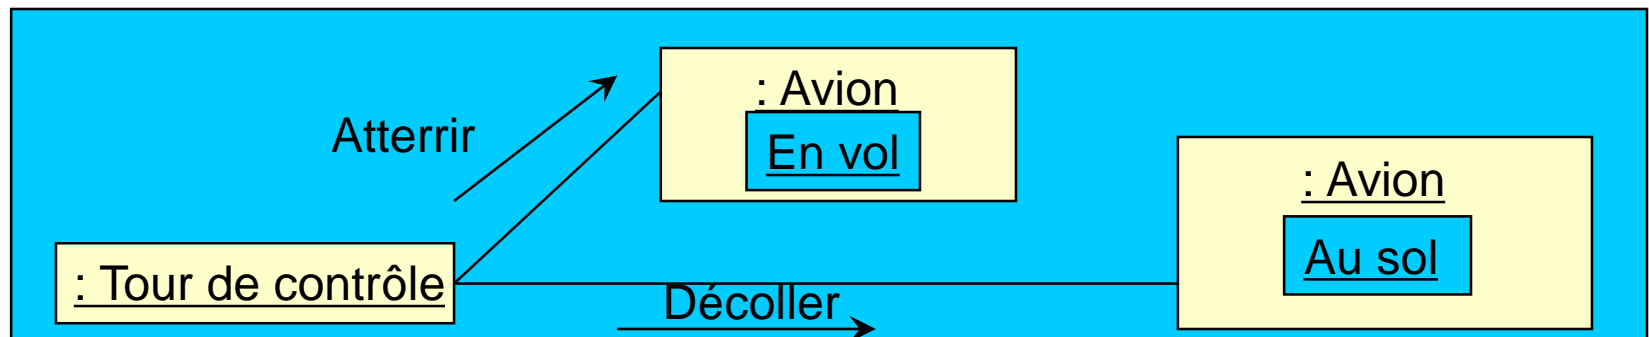 : Avion
Atterrir
En vol
: Avion
Au sol
: Tour de contrôle
Décoller